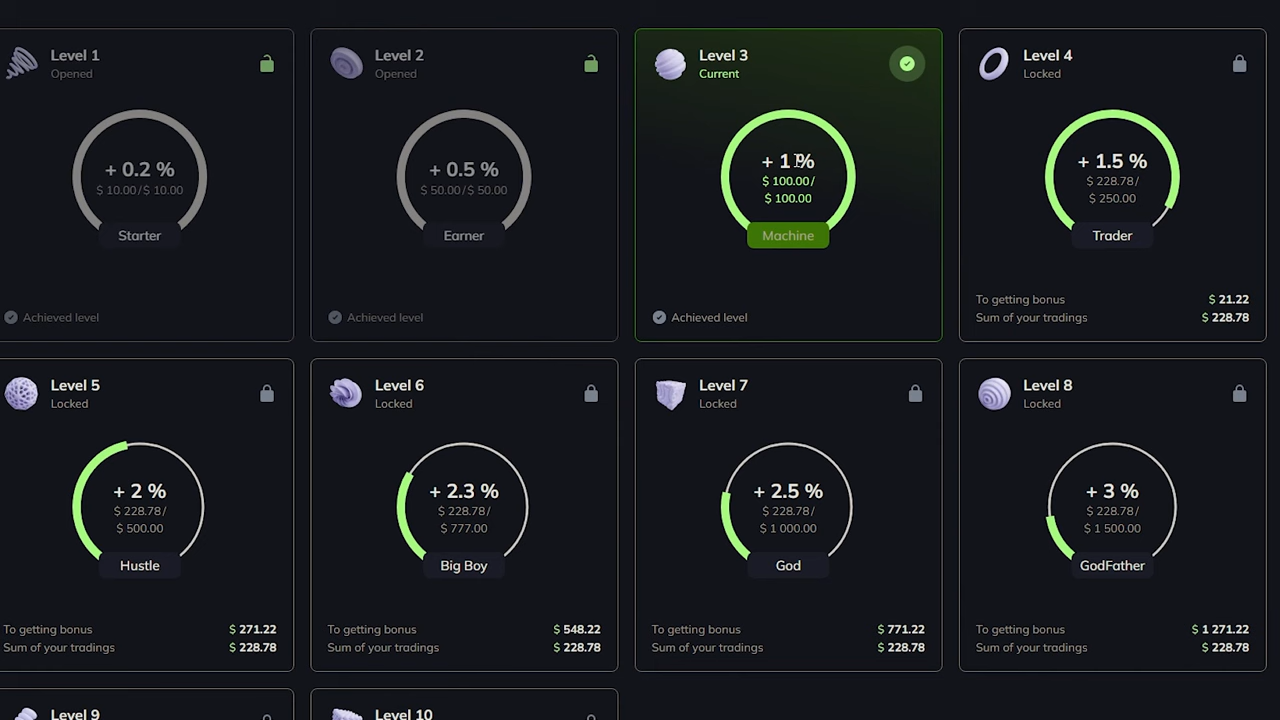 Level 1
Opened
+ 0.2 %
$ 10.00/$ 10.00
Starter
Achieved level
Level 2
Opened
+ 0.5 %
$ 50.00/$ 50.00
Earner
Achieved level
Level 3
Current
+ 1 %
$ 100.00/
$ 100.00
Machine
Achieved level
Level 4
Locked
+ 1.5 %
$ 228.78/
$ 250.00
Trader
To getting bonus $ 21.22
Sum of your tradings $ 228.78
Level 5
Locked
+ 2 %
$ 228.78/
$ 500.00
Hustle
To getting bonus $ 271.22
Sum of your tradings $ 228.78
Level 6
Locked
+ 2.3 %
$ 228.78/
$ 777.00
Big Boy
To getting bonus $ 548.22
Sum of your tradings $ 228.78
Level 7
Locked
+ 2.5 %
$ 228.78/
$ 1 000.00
God
To getting bonus $ 771.22
Sum of your tradings $ 228.78
Level 8
Locked
+ 3 %
$ 228.78/
$ 1 500.00
GodFather
To getting bonus $ 1 271.22
Sum of your tradings $ 228.78
Level 9
Level 10